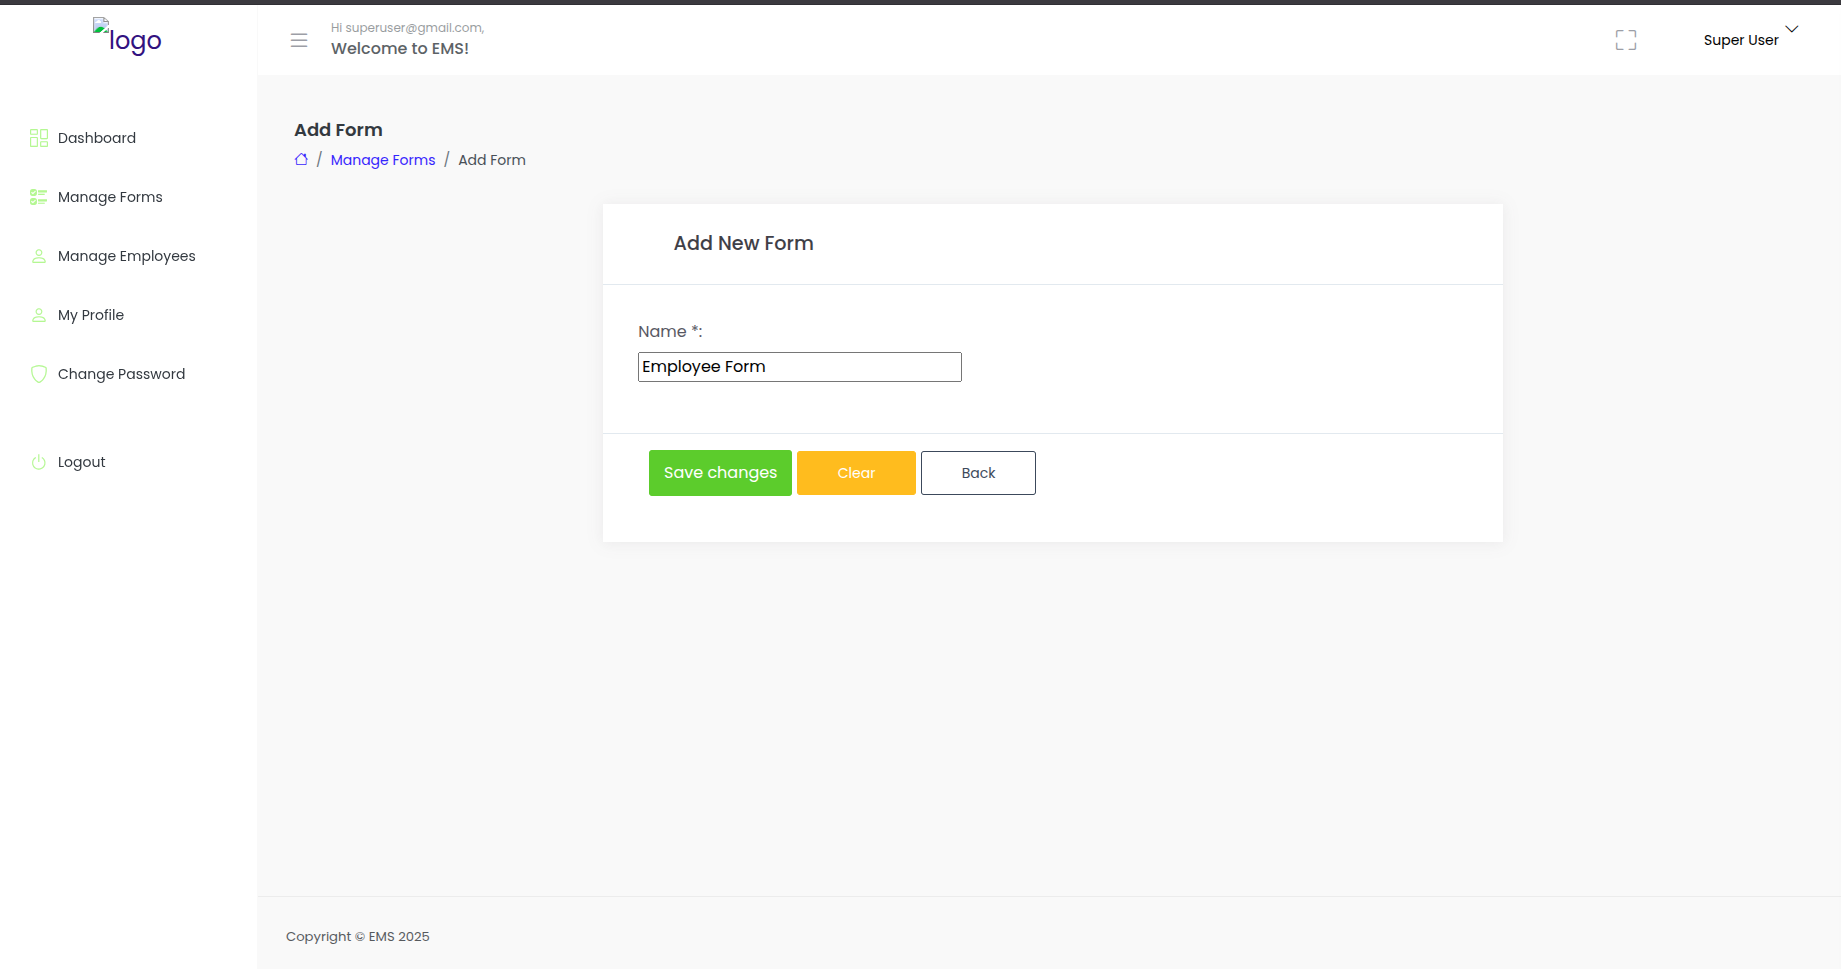 logo
Hi superuser@gmail.com,
Welcome to EMS!
Super User
Dashboard
Manage Forms
Manage Employees
My Profile
Change Password
Logout
Add Form
/ Manage Forms / Add Form
Add New Form
Name *:
Employee Form
Save changes
Clear
Back
Copyright © EMS 2025